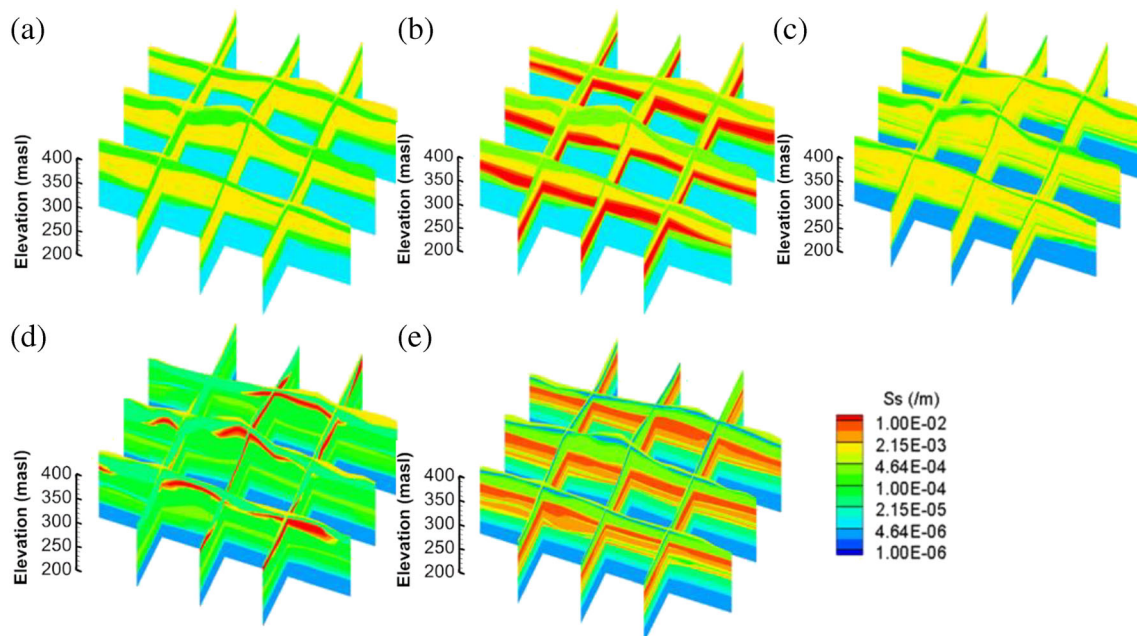 (a)
(b)
(c)
Elevation (masl)
400
350
300
250
200
Elevation (masl)
400
350
300
250
200
Elevation (masl)
400
350
300
250
200
(d)
(e)
Elevation (masl)
400
350
300
250
200
Elevation (masl)
400
350
300
250
200
Ss (/m)
1.00E-02
2.15E-03
4.64E-04
1.00E-04
2.15E-05
4.64E-06
1.00E-06